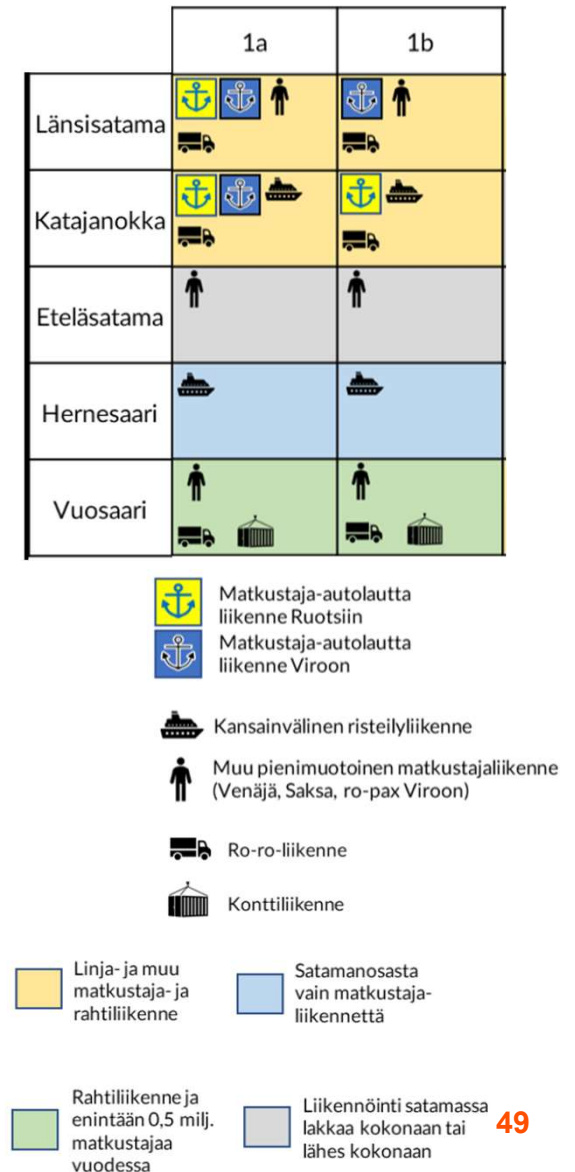 1a 1b
Länsisatama
Katajanokka
Eteläsatama
Hernesaari
Vuosaari
Matkustaja-autolautta
liikenne Ruotsiin
Matkustaja-autolautta
liikenne Viroon
Kansainvälinen risteilyliikenne
Muu pienimuotoinen matkustajaliikenne
(Venäjä, Saksa, ro-pax Viroon)
Ro-ro-liikenne
Konttiliikenne
Linja- ja muu
matkustaja- ja
rahtiliikenne
Satamanosasta
vain matkustaja-
liikennettä
Rahtiliikenne ja
enintään 0,5 milj.
matkustajaa
vuodessa
Liikennöinti satamassa
lakkaa kokonaan tai
lähes kokonaan
49